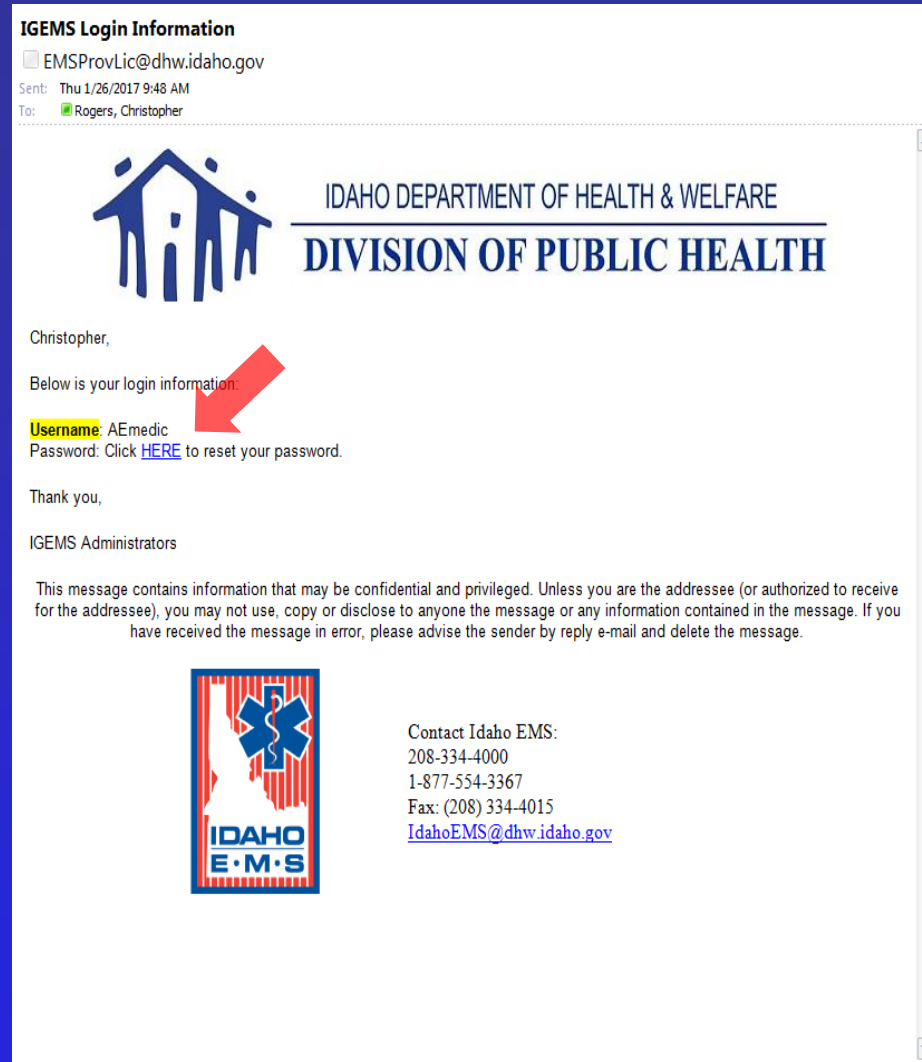 IGEMS Login Information
EMSProvLic@dhw.idaho.gov
Sent: Thu 1/26/2017 9:48 AM
To: Rogers, Christopher
IDAHO DEPARTMENT OF HEALTH & WELFARE
DIVISION OF PUBLIC HEALTH
Christopher,
Below is your login information:
Username: AEmedic
Password: Click HERE to reset your password.
Thank you,
IGEMS Administrators
This message contains information that may be confidential and privileged. Unless you are the addressee (or authorized to receive
for the addressee), you may not use, copy or disclose to anyone the message or any information contained in the message. If you
have received the message in error, please advise the sender by reply e-mail and delete the message.
Contact Idaho EMS:
208-334-4000
1-877-554-3367
Fax: (208) 334-4015
IdahoEMS@dhw.idaho.gov
IDAHO
E·M·S